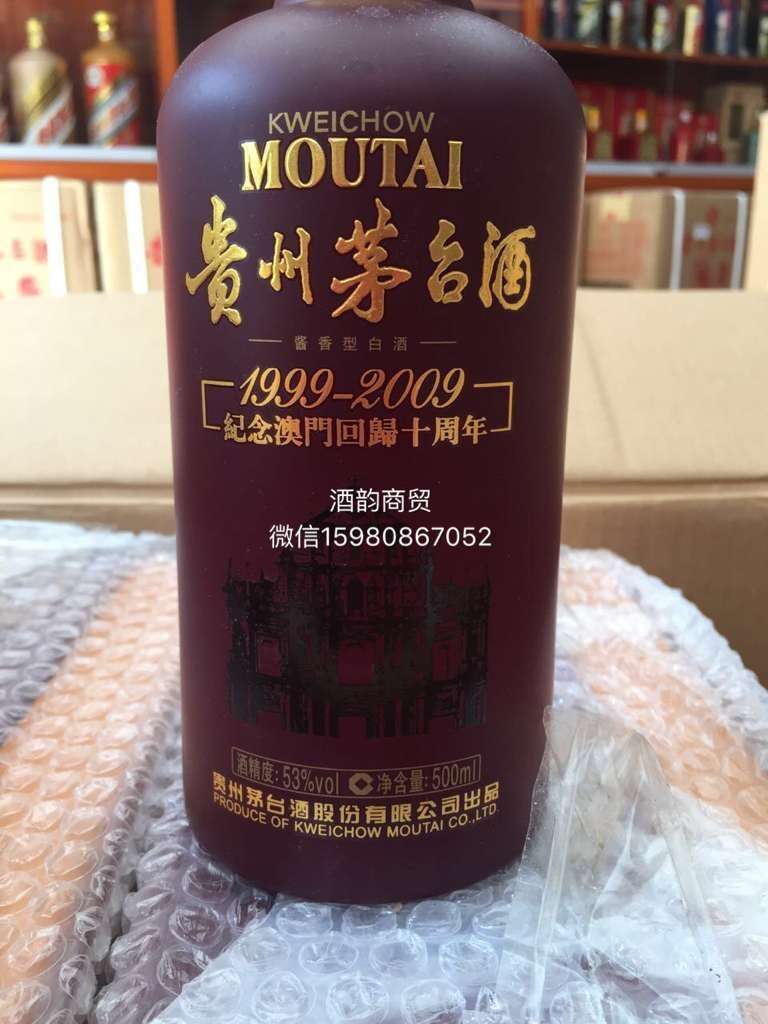 KWEICHOW
MOUTAI
貴州茅台酒
酱香型白酒
1999-2009
紀念澳門回歸十周年
酒韵商贸
微信15980867052
酒精度:53%vol 净含量:500ml
贵州茅台酒股份有限公司出品
PRODUCE OF KWEICHOW MOUTAI CO.,LTD.